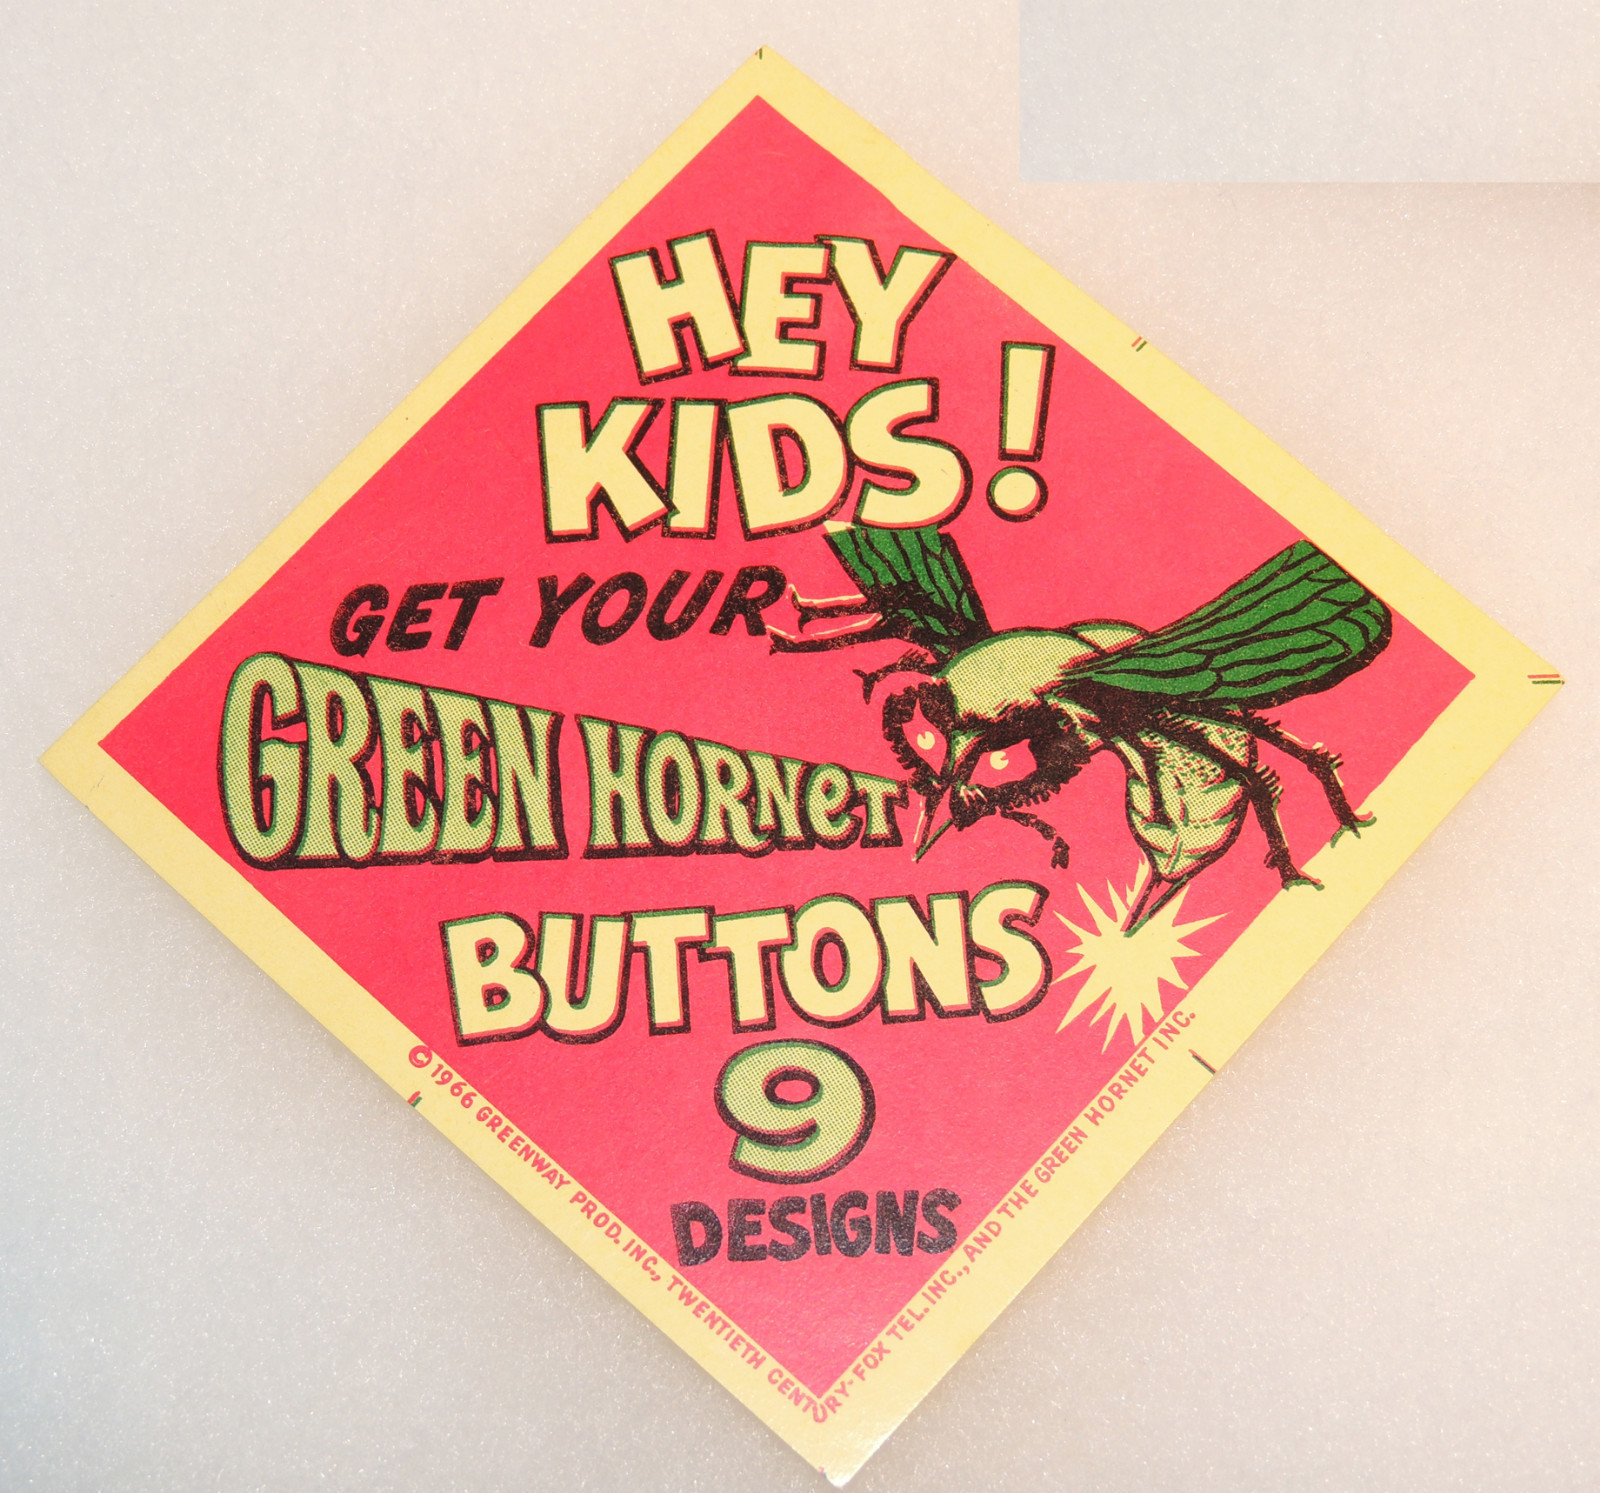 HEY
KIDS!
GET YOUR
GREEN HORNET
BUTTONS
9
DESIGNS
© 1966 GREENWAY PROD. INC., TWENTIETH CENTURY-FOX TEL. INC., AND THE GREEN HORNET INC.